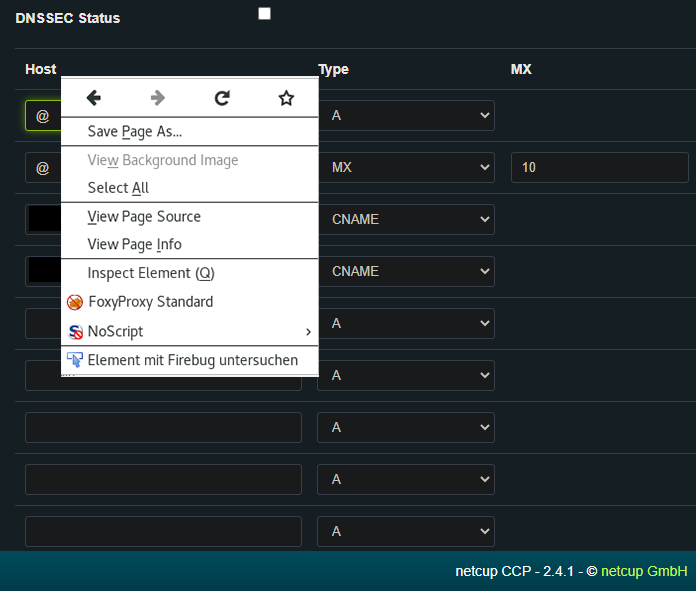 DNSSEC Status
Host Type MX
@ A
@ MX 10
CNAME
CNAME
A
A
A
A
A
Save Page As...
View Background Image
Select All
View Page Source
View Page Info
Inspect Element (Q)
FoxyProxy Standard
NoScript
Element mit Firebug untersuchen
netcup CCP - 2.4.1 - © netcup GmbH